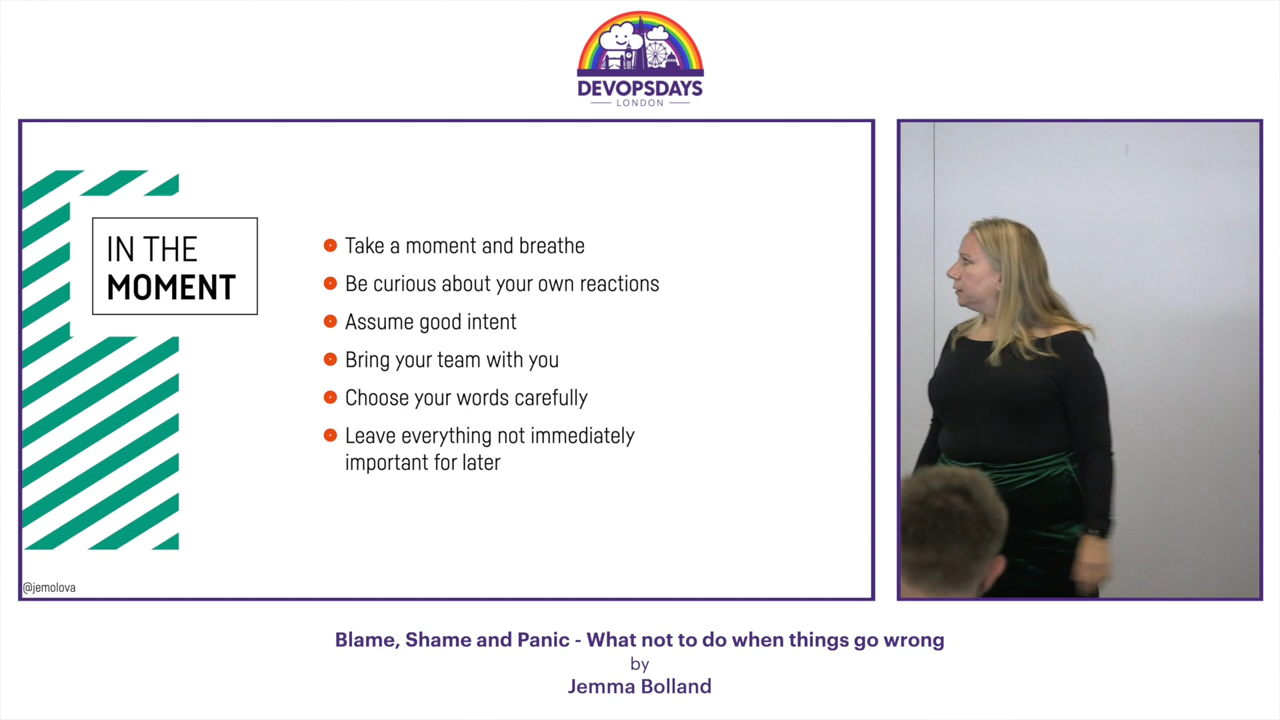 DEVOPSDAYS
LONDON
IN THE
MOMENT
Take a moment and breathe
Be curious about your own reactions
Assume good intent
Bring your team with you
Choose your words carefully
Leave everything not immediately
important for later
@jemolova
Blame, Shame and Panic - What not to do when things go wrong
by
Jemma Bolland